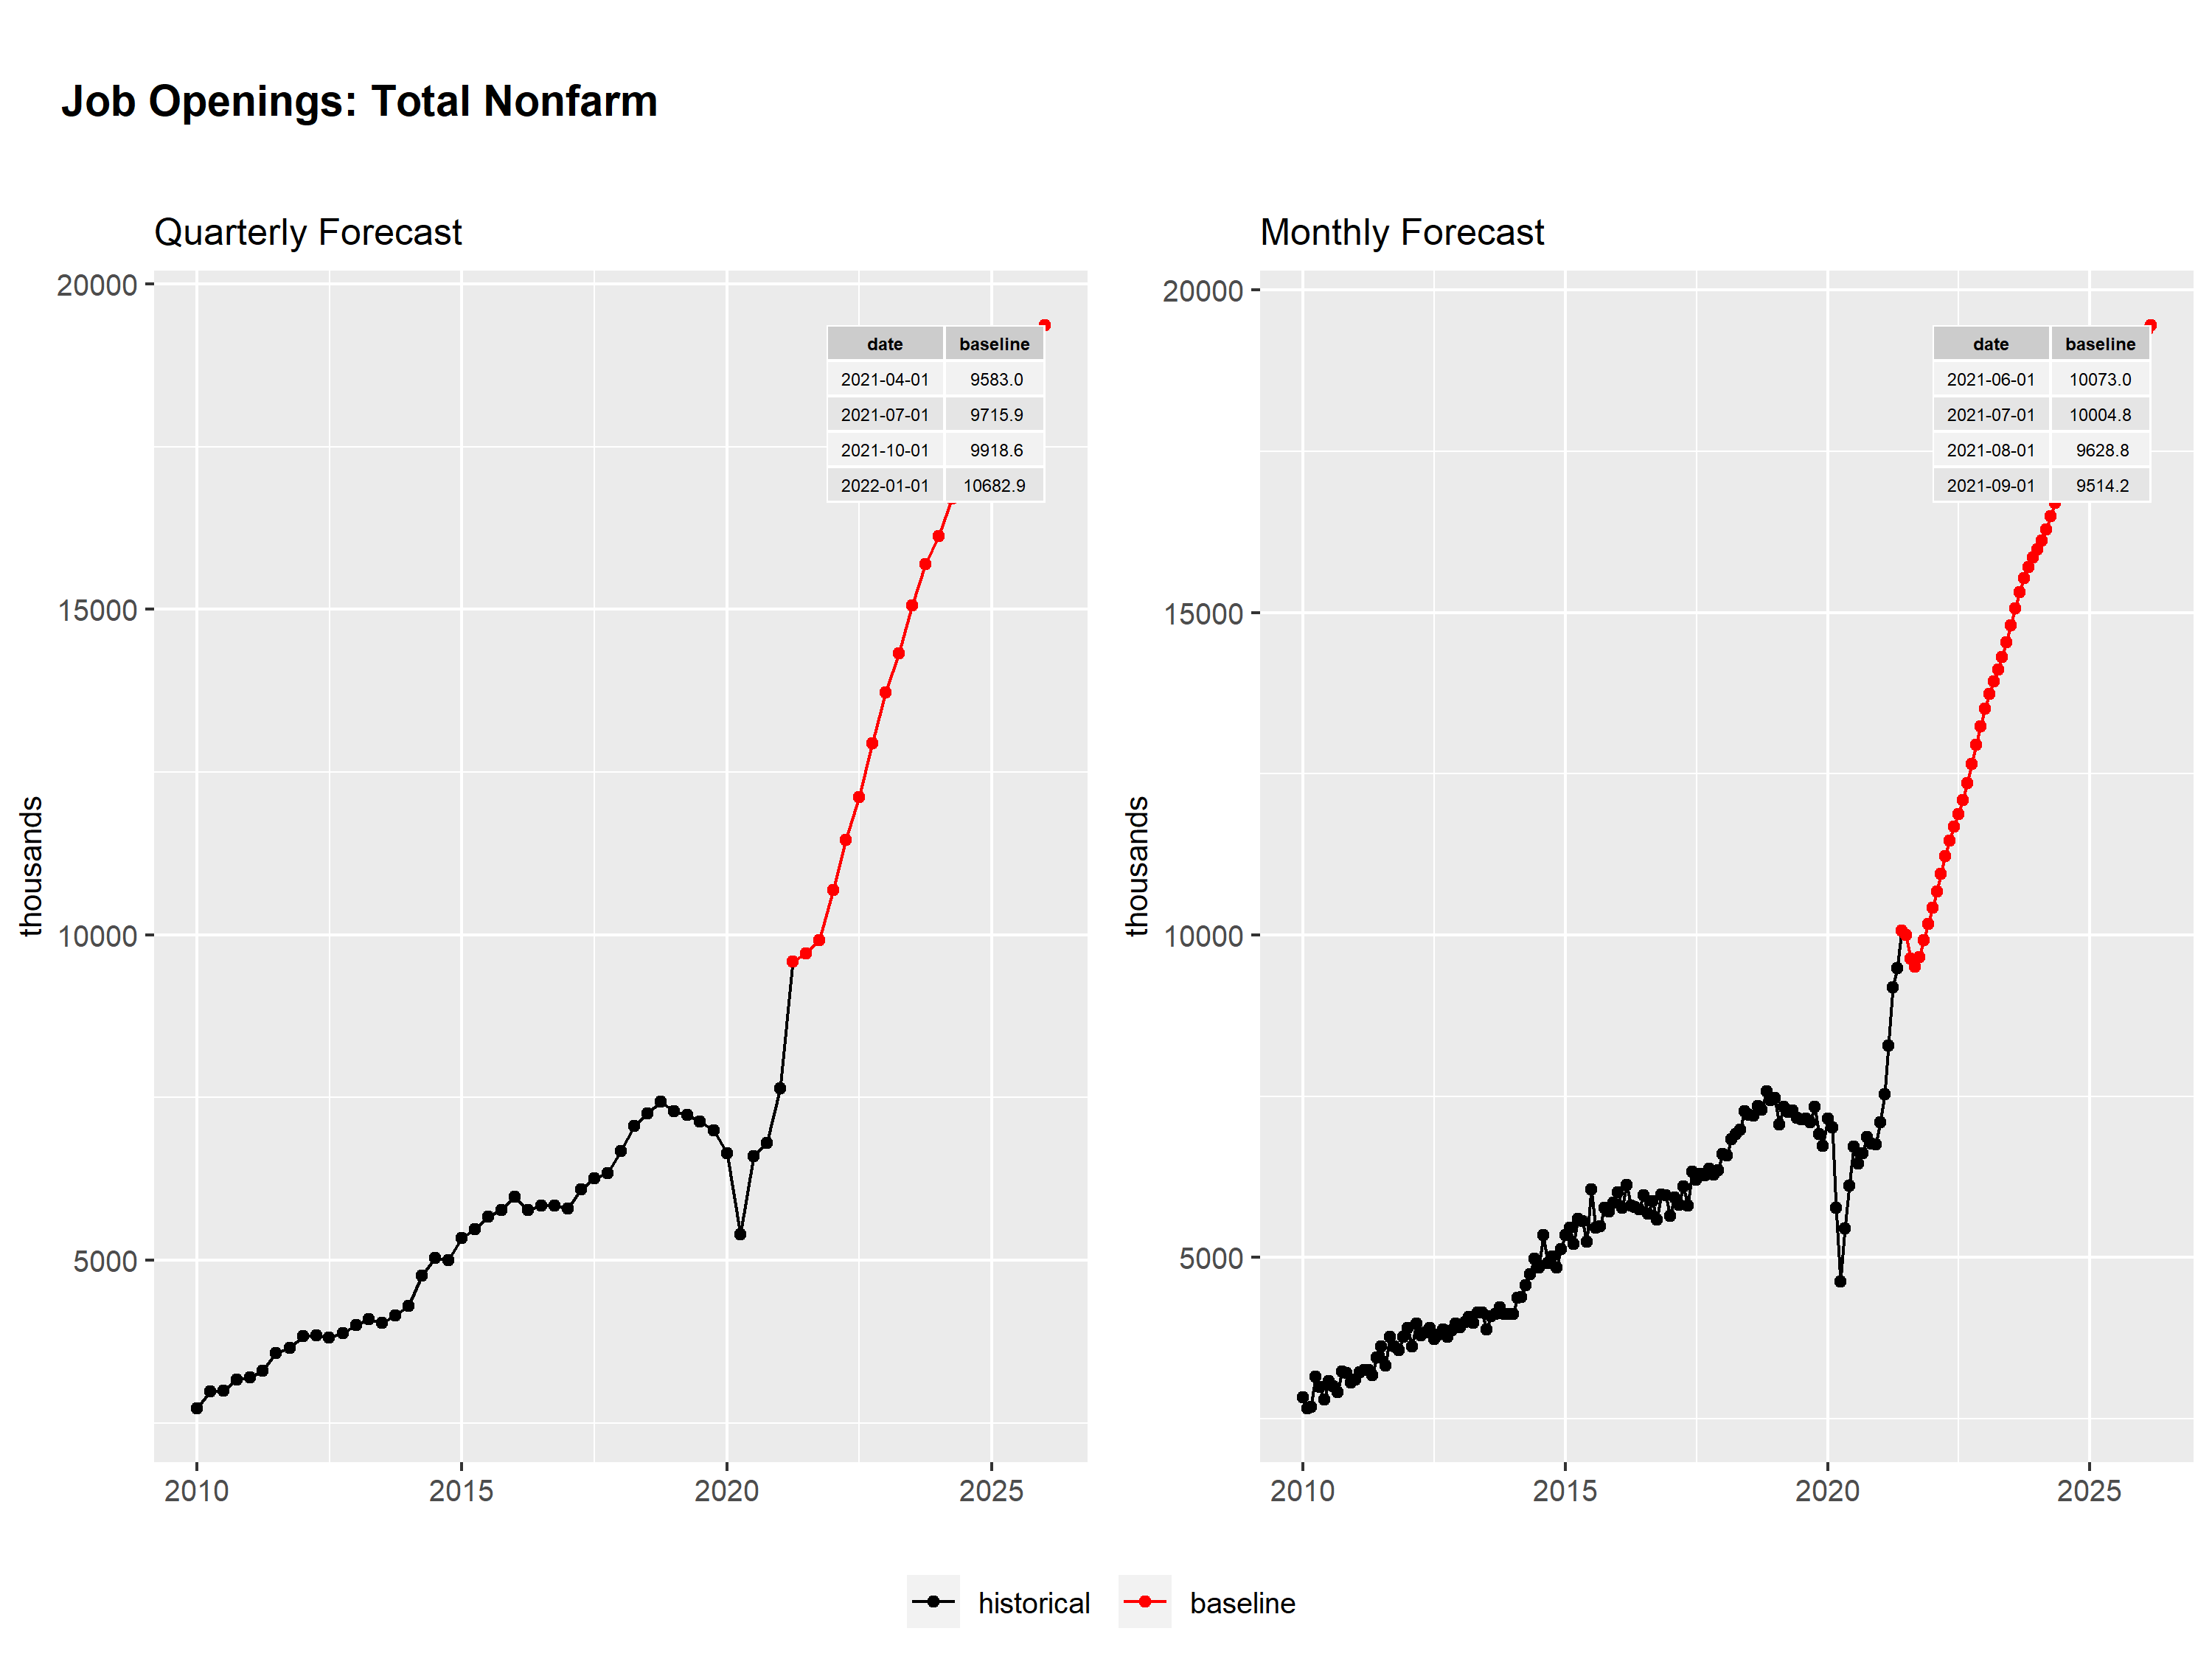 Job Openings: Total Nonfarm
Quarterly Forecast
20000
15000
10000
5000
thousands
date baseline
2021-04-01 9583.0
2021-07-01 9715.9
2021-10-01 9918.6
2022-01-01 10682.9
2010 2015 2020 2025
Monthly Forecast
20000
15000
10000
5000
thousands
date baseline
2021-06-01 10073.0
2021-07-01 10004.8
2021-08-01 9628.8
2021-09-01 9514.2
2010 2015 2020 2025
historical baseline